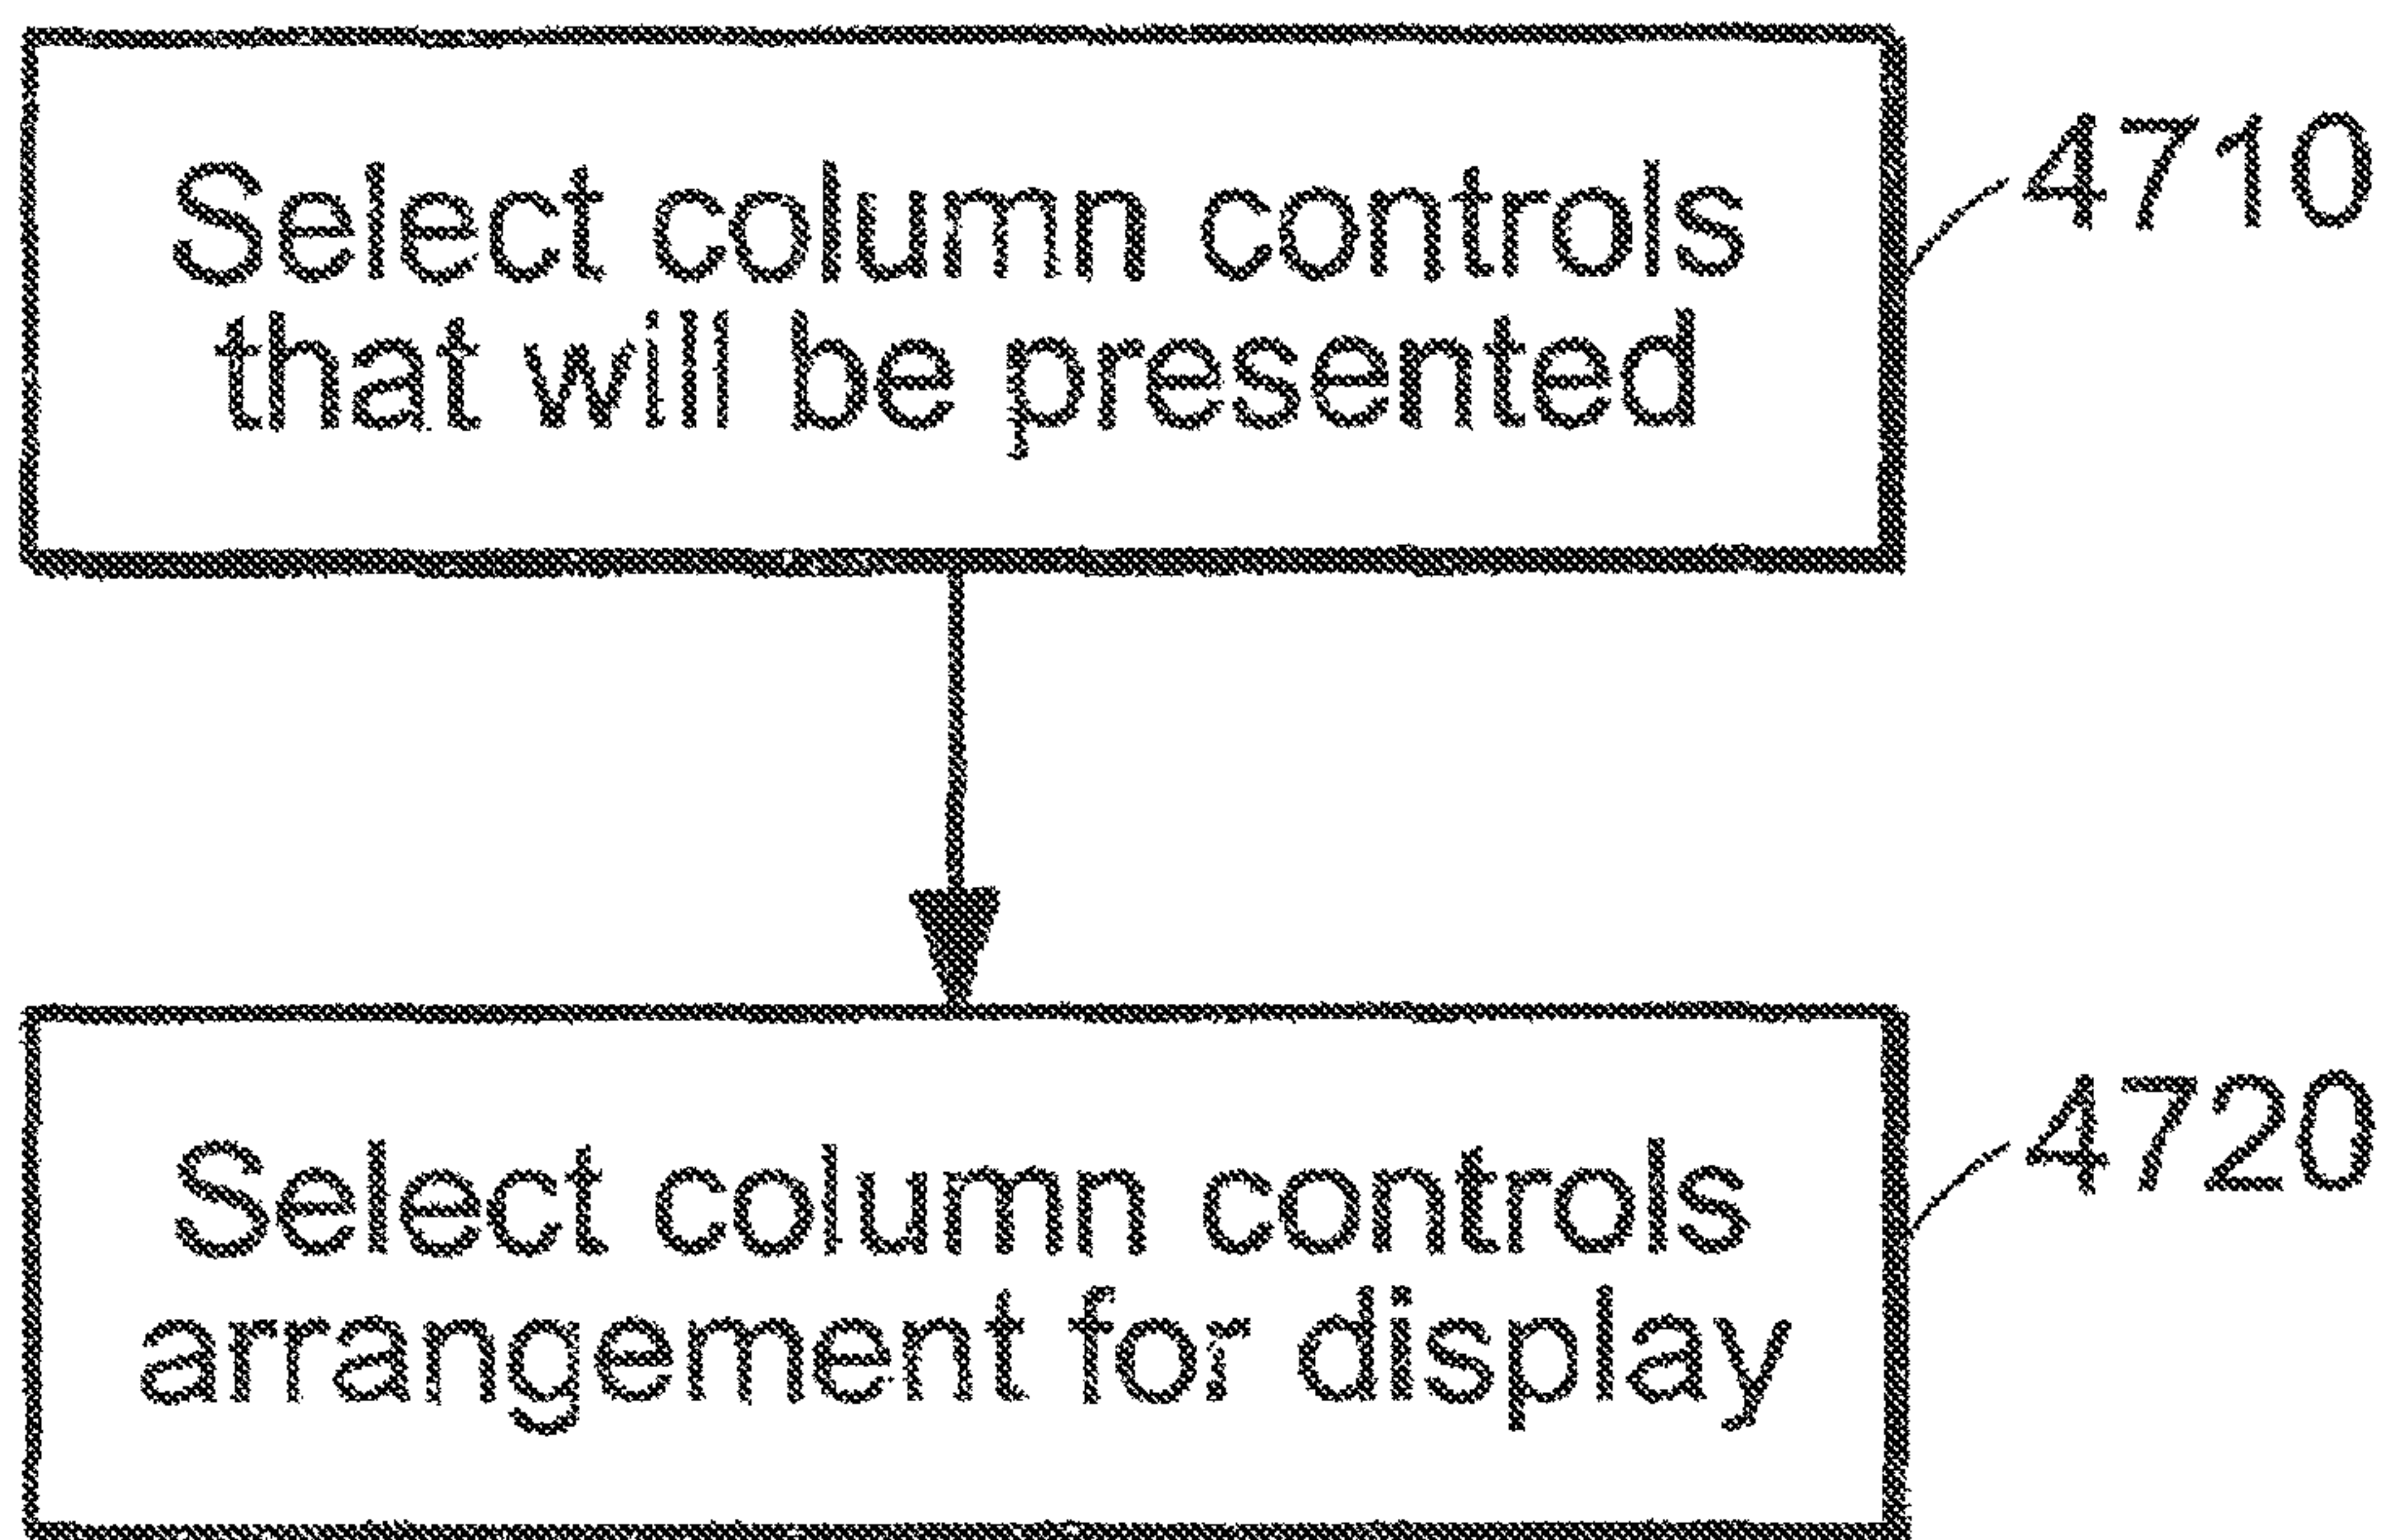 Select column controls
that will be presented
4710
Select column controls
arrangement for display
4720